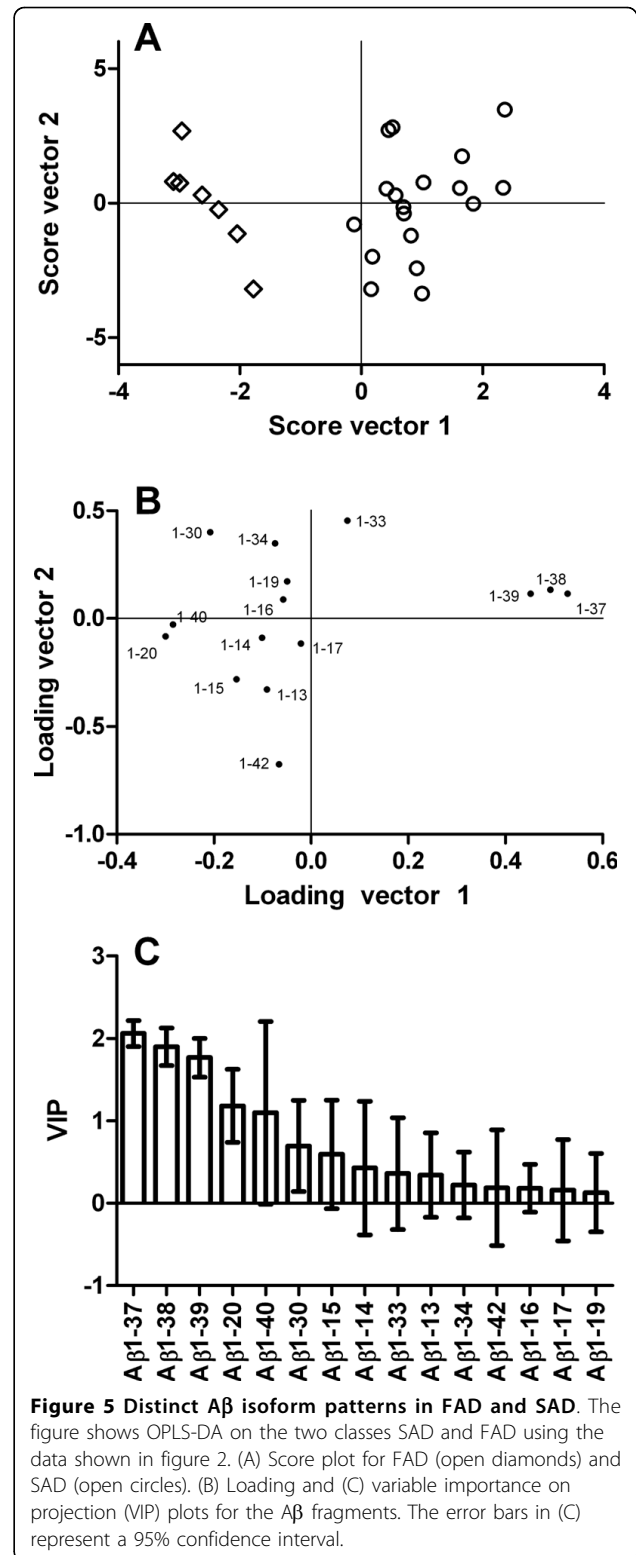 A
5
0
-5
Score vector 2
-4 -2 0 2 4
Score vector 1
B
0.5
0.0
-0.5
-1.0
Loading vector 2
1-30
1-34
1-33
1-19
1-16
1-38
1-39
1-37
1-40
1-20
1-14
1-17
1-15
1-13
1-42
-0.4 -0.2 0.0 0.2 0.4 0.6
Loading vector 1
C
3
2
1
0
-1
VIP
Aβ1-37
Aβ1-38
Aβ1-39
Aβ1-20
Aβ1-40
Aβ1-30
Aβ1-15
Aβ1-14
Aβ1-33
Aβ1-13
Aβ1-34
Aβ1-42
Aβ1-16
Aβ1-17
Aβ1-19
Figure 5 Distinct Aβ isoform patterns in FAD and SAD. The
figure shows OPLS-DA on the two classes SAD and FAD using the
data shown in figure 2. (A) Score plot for FAD (open diamonds) and
SAD (open circles). (B) Loading and (C) variable importance on
projection (VIP) plots for the Aβ fragments. The error bars in (C)
represent a 95% confidence interval.